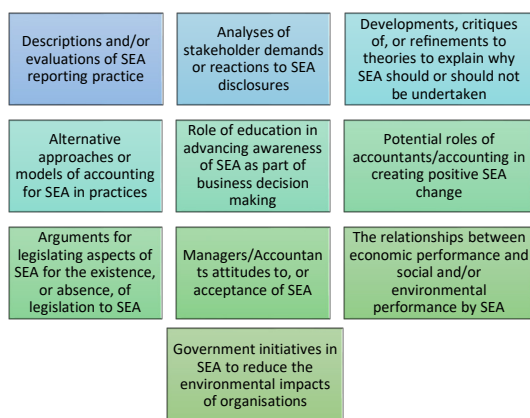 Descriptions and/or
evaluations of SEA
reporting practice
Analyses of
stakeholder demands
or reactions to SEA
disclosures
Developments, critiques
of, or refinements to
theories to explain why
SEA should or should not
be undertaken
Alternative
approaches or
models of accounting
for SEA in practices
Role of education in
advancing awareness
of SEA as part of
business decision
making
Potential roles of
accountants/accounting in
creating positive SEA
change
Arguments for
legislating aspects of
SEA for the existence,
or absence, of
legislation to SEA
Managers/Accountan
ts attitudes to, or
acceptance of SEA
The relationships between
economic performance and
social and/or
environmental
performance by SEA
Government initiatives in
SEA to reduce the
environmental impacts
of organisations